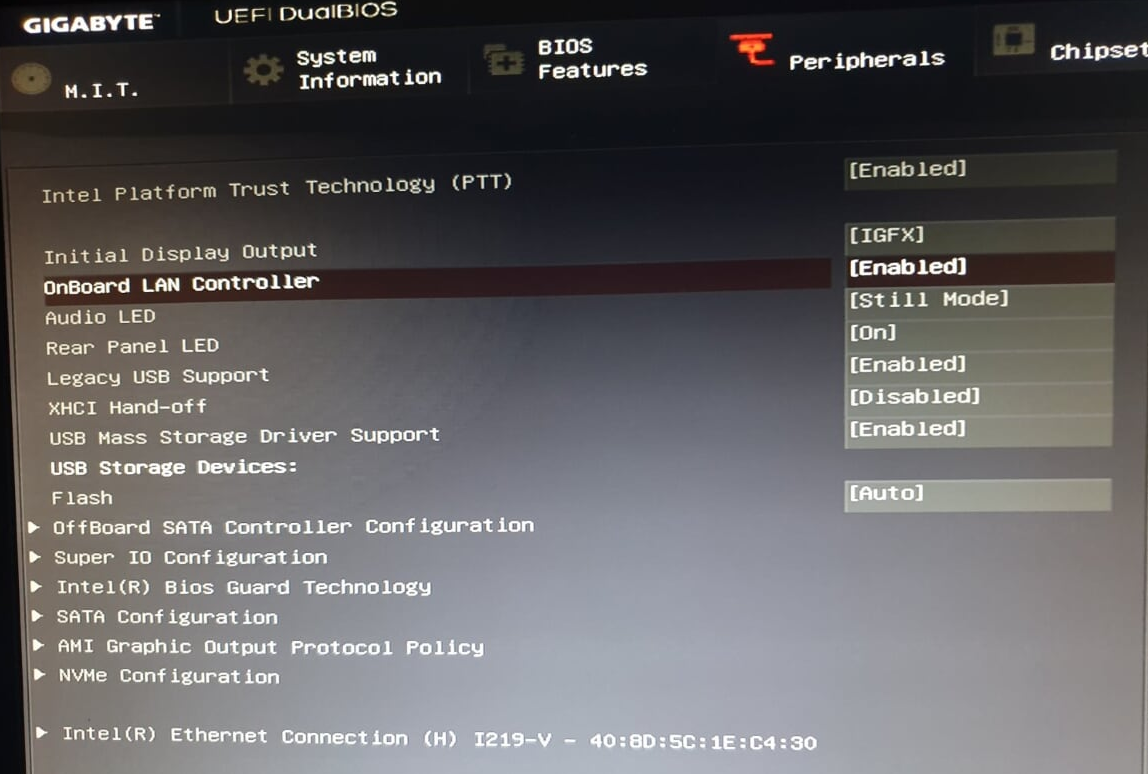 GIGABYTE™ UEFI DualBIOS
M.I.T. System Information BIOS Features Peripherals Chipset
Intel Platform Trust Technology (PTT) [Enabled]
Initial Display Output [IGFX]
OnBoard LAN Controller [Enabled]
Audio LED [Still Mode]
Rear Panel LED [On]
Legacy USB Support [Enabled]
XHCI Hand-off [Disabled]
USB Mass Storage Driver Support [Enabled]
USB Storage Devices:
Flash [Auto]
OffBoard SATA Controller Configuration
Super IO Configuration
Intel(R) Bios Guard Technology
SATA Configuration
AMI Graphic Output Protocol Policy
NVMe Configuration
Intel(R) Ethernet Connection (H) I219-V - 40:8D:5C:1E:C4:30